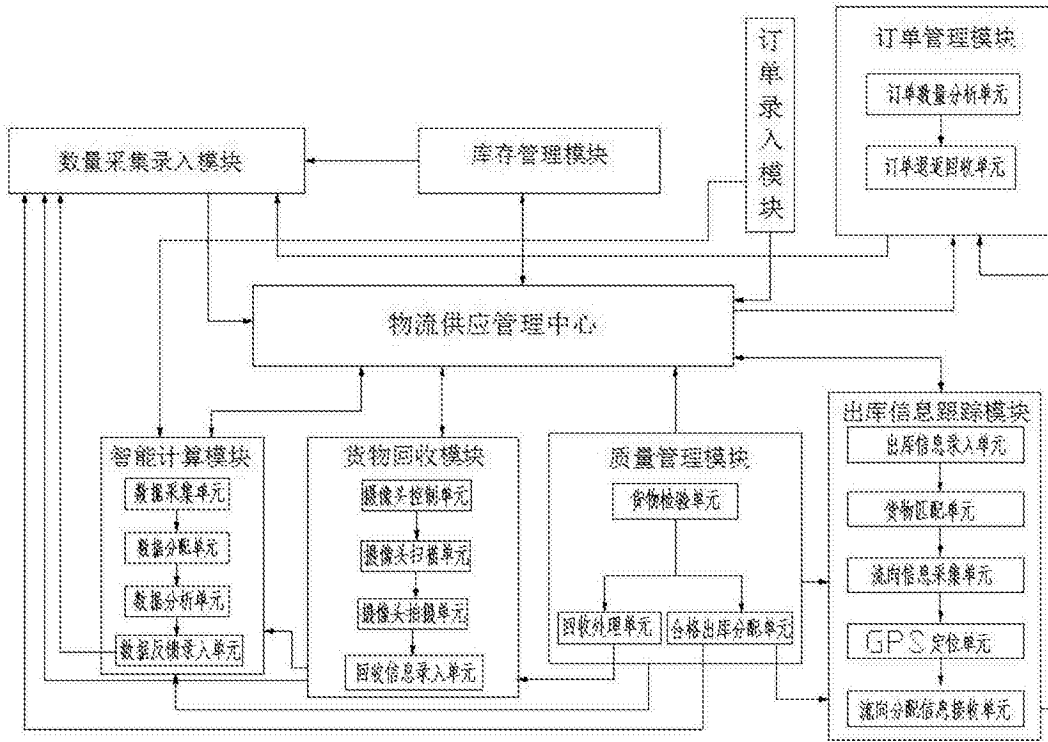 订单录入模块
订单管理模块
订单数量分析单元
订单退返回收单元
数量采集录入模块
库存管理模块
物流供应管理中心
智能计算模块
数据采集单元
数据分配单元
数据分析单元
数据反馈录入单元
货物回收模块
摄像头控制单元
摄像头扫描单元
摄像头拍摄单元
回收信息录入单元
质量管理模块
货物检验单元
回收处理单元
合格出库分配单元
出库信息跟踪模块
出库信息录入单元
货物匹配单元
流向信息采集单元
GPS定位单元
流向分配信息接收单元